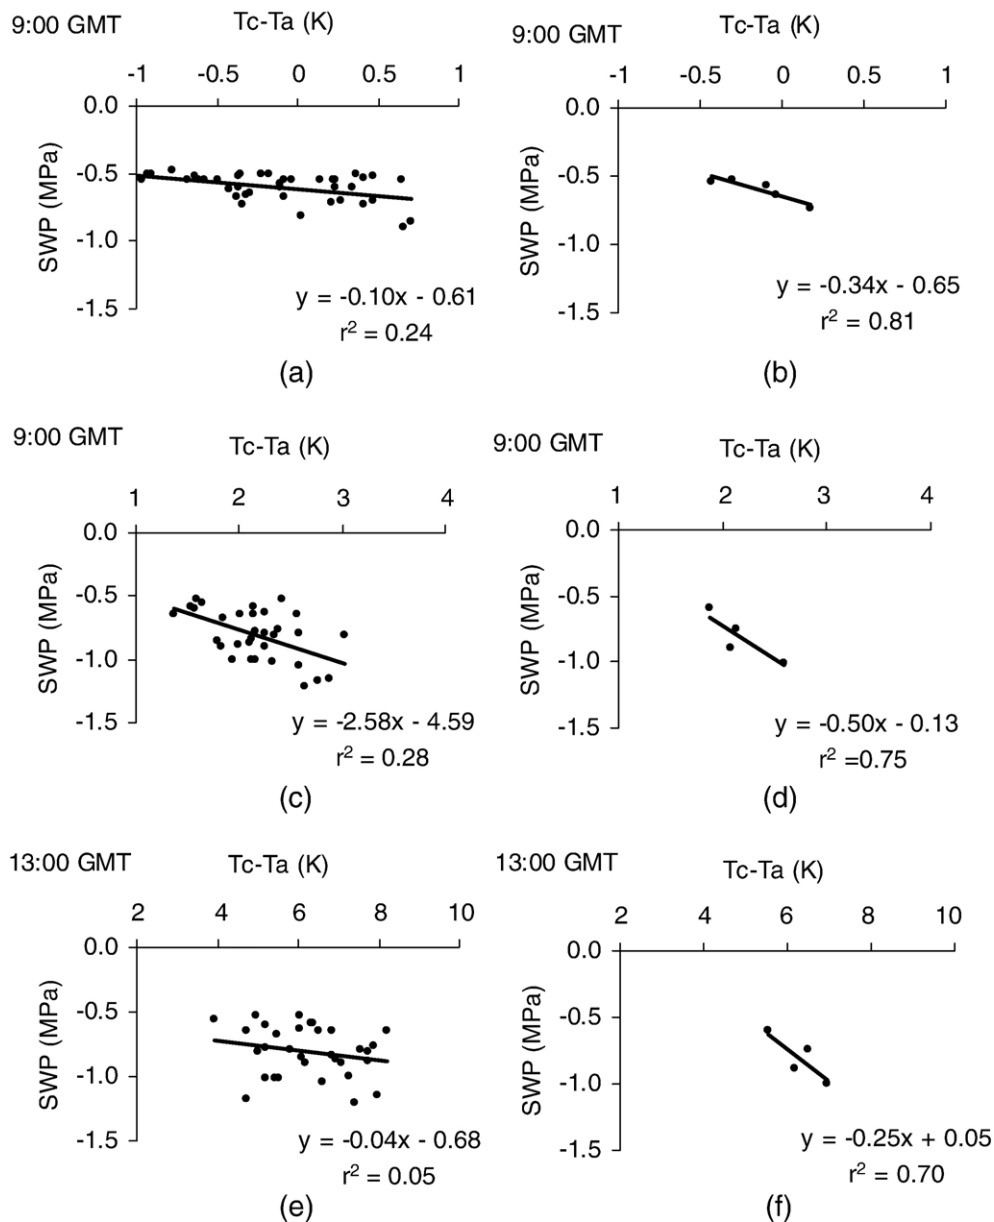 9:00 GMT
Tc-Ta (K)
-1 -0.5 0 0.5 1
0.0
-0.5
-1.0
-1.5
SWP (MPa)
y = -0.10x - 0.61
r² = 0.24
(a)
9:00 GMT
Tc-Ta (K)
-1 -0.5 0 0.5 1
0.0
-0.5
-1.0
-1.5
SWP (MPa)
y = -0.34x - 0.65
r² = 0.81
(b)
9:00 GMT
Tc-Ta (K)
1 2 3 4
0.0
-0.5
-1.0
-1.5
SWP (MPa)
y = -2.58x - 4.59
r² = 0.28
(c)
9:00 GMT
Tc-Ta (K)
1 2 3 4
0.0
-0.5
-1.0
-1.5
SWP (MPa)
y = -0.50x - 0.13
r² =0.75
(d)
13:00 GMT
Tc-Ta (K)
2 4 6 8 10
0.0
-0.5
-1.0
-1.5
SWP (MPa)
y = -0.04x - 0.68
r² = 0.05
(e)
13:00 GMT
Tc-Ta (K)
2 4 6 8 10
0.0
-0.5
-1.0
-1.5
SWP (MPa)
y = -0.25x + 0.05
r² = 0.70
(f)